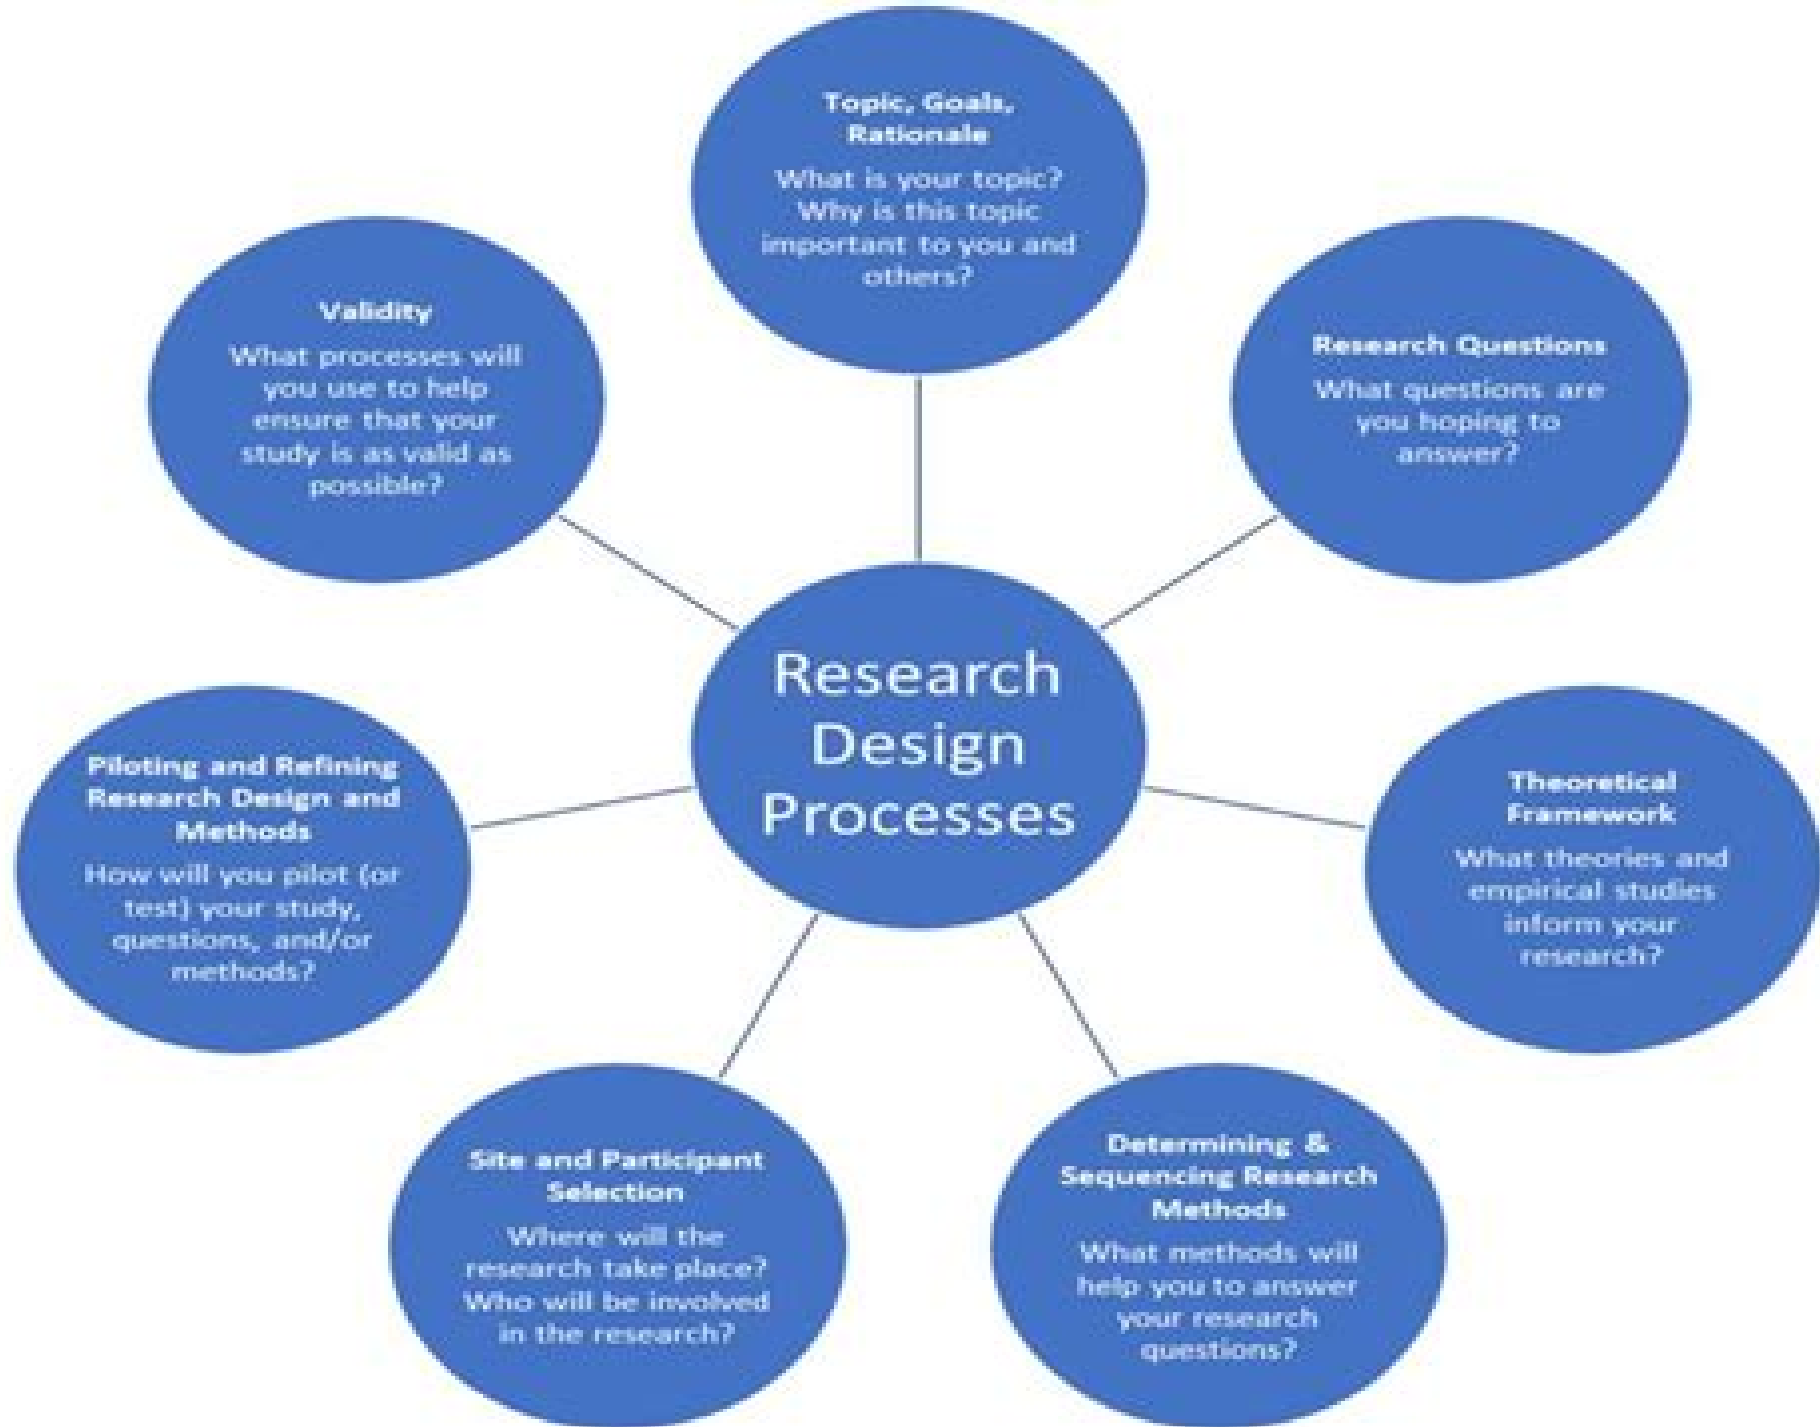 Topic, Goals,
Rationale
What is your topic?
Why is this topic
important to you and
others?
Research Questions
What questions are
you hoping to
answer?
Theoretical
Framework
What theories and
empirical studies
inform your
research?
Determining &
Sequencing Research
Methods
What methods will
help you to answer
your research
questions?
Site and Participant
Selection
Where will the
research take place?
Who will be involved
in the research?
Piloting and Refining
Research Design and
Methods
How will you pilot (or
test) your study,
questions, and/or
methods?
Validity
What processes will
you use to help
ensure that your
study is as valid as
possible?
Research
Design
Processes